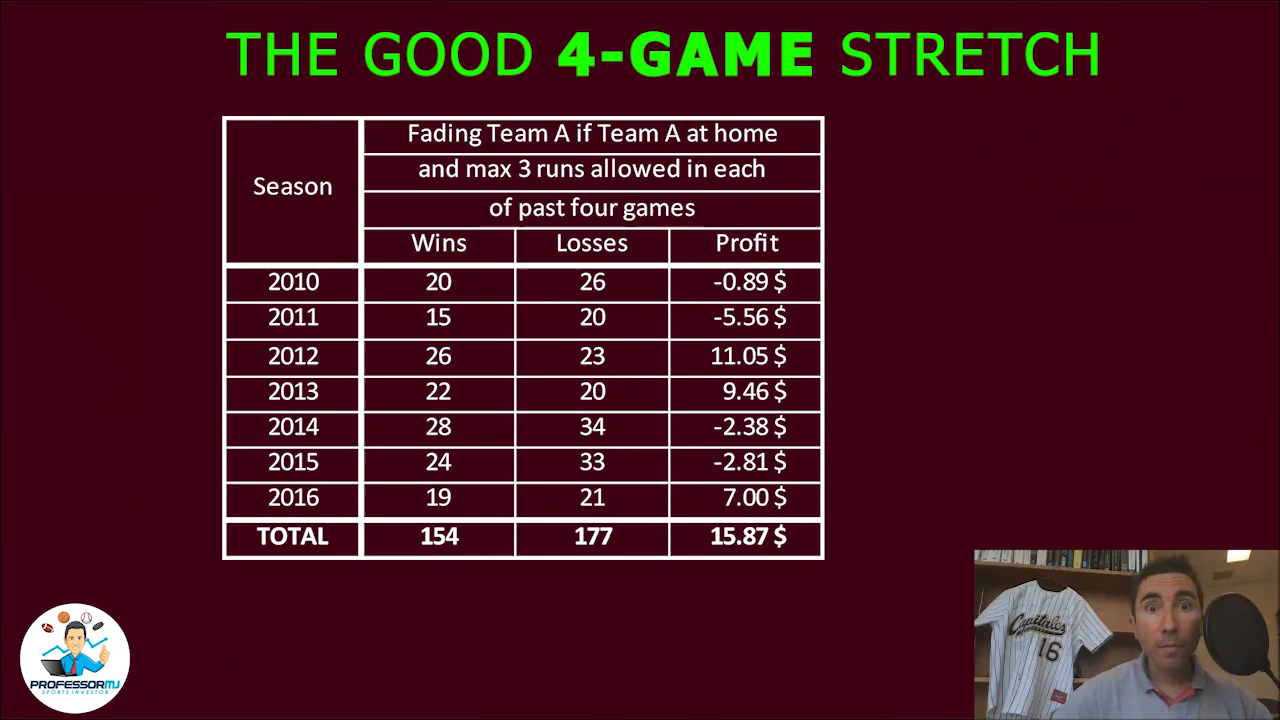 THE GOOD 4-GAME STRETCH
Season
Fading Team A if Team A at home
and max 3 runs allowed in each
of past four games
Wins Losses Profit
2010 20 26 -0.89 $
2011 15 20 -5.56 $
2012 26 23 11.05 $
2013 22 20 9.46 $
2014 28 34 -2.38 $
2015 24 33 -2.81 $
2016 19 21 7.00 $
TOTAL 154 177 15.87 $
Capitales
16
PROFESSORMJ
SPORTS INVESTOR